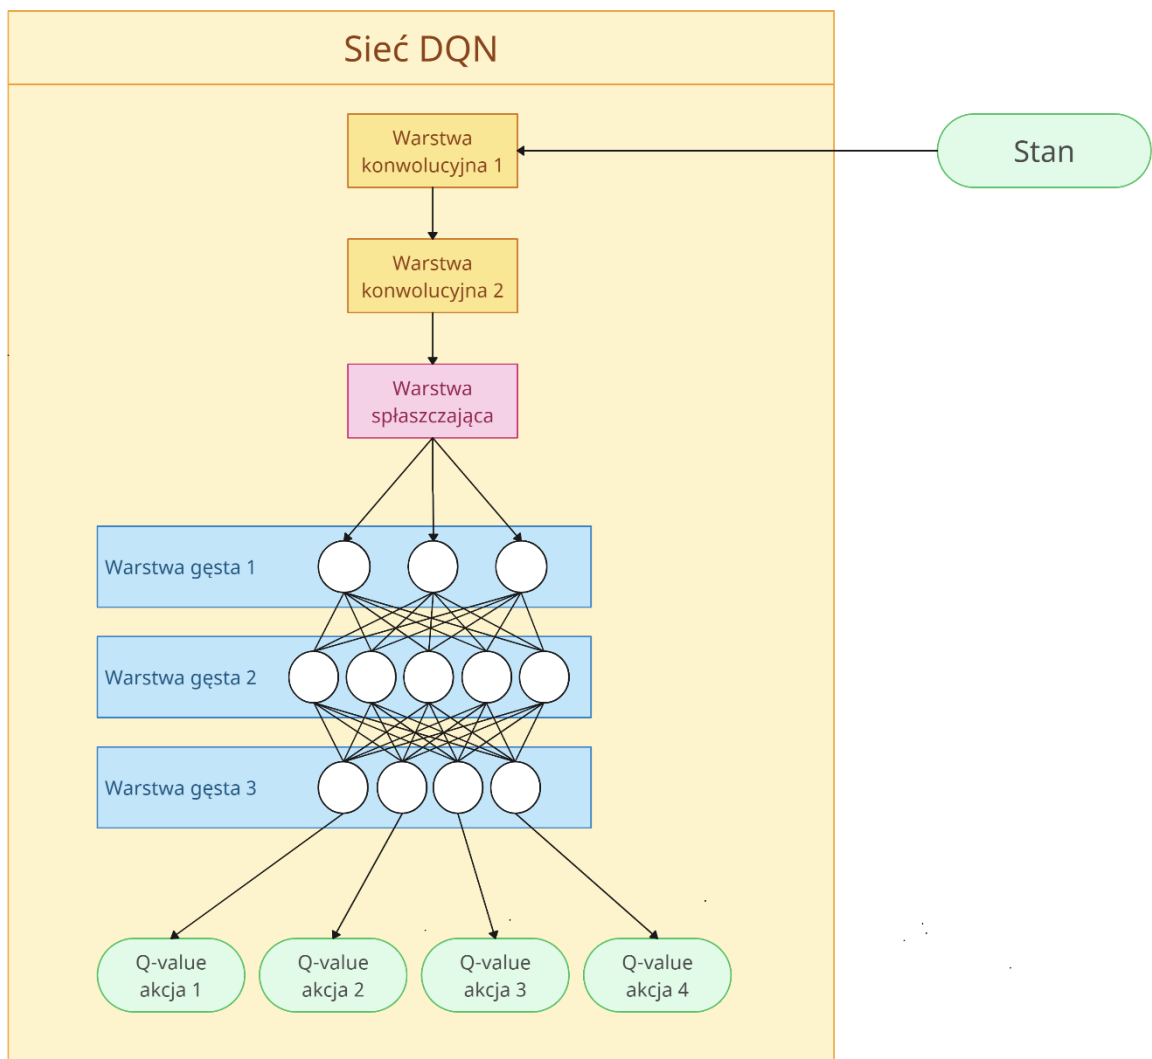 Sieć DQN
Warstwa
konwolucyjna 1
Stan
Warstwa
konwolucyjna 2
Warstwa
spłaszczająca
Warstwa gęsta 1
Warstwa gęsta 2
Warstwa gęsta 3
Q-value
akcja 1
Q-value
akcja 2
Q-value
akcja 3
Q-value
akcja 4